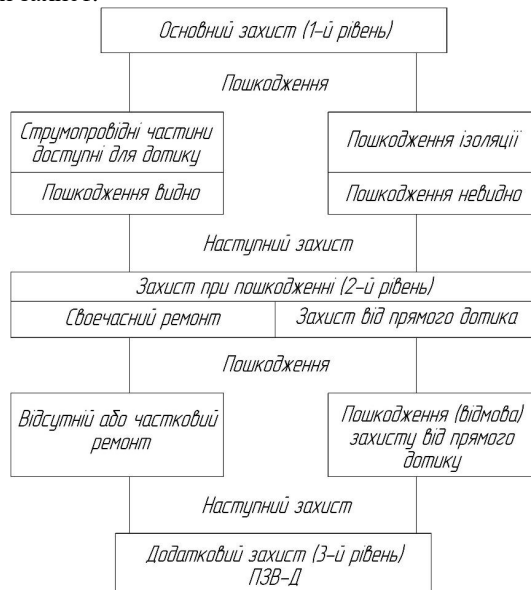 Основний захист (1-й рівень)
Пошкодження
Струмопровідні частини
доступні для дотику
Пошкодження видно
Пошкодження ізоляції
Пошкодження невидно
Наступний захист
Захист при пошкодженні (2-й рівень)
Своечасний ремонт
Захист від прямого дотика
Пошкодження
Відсутній або частковий
ремонт
Пошкодження (відмова)
захисту від прямого
дотику
Наступний захист
Додатковий захист (3-й рівень)
ПЗВ-Д